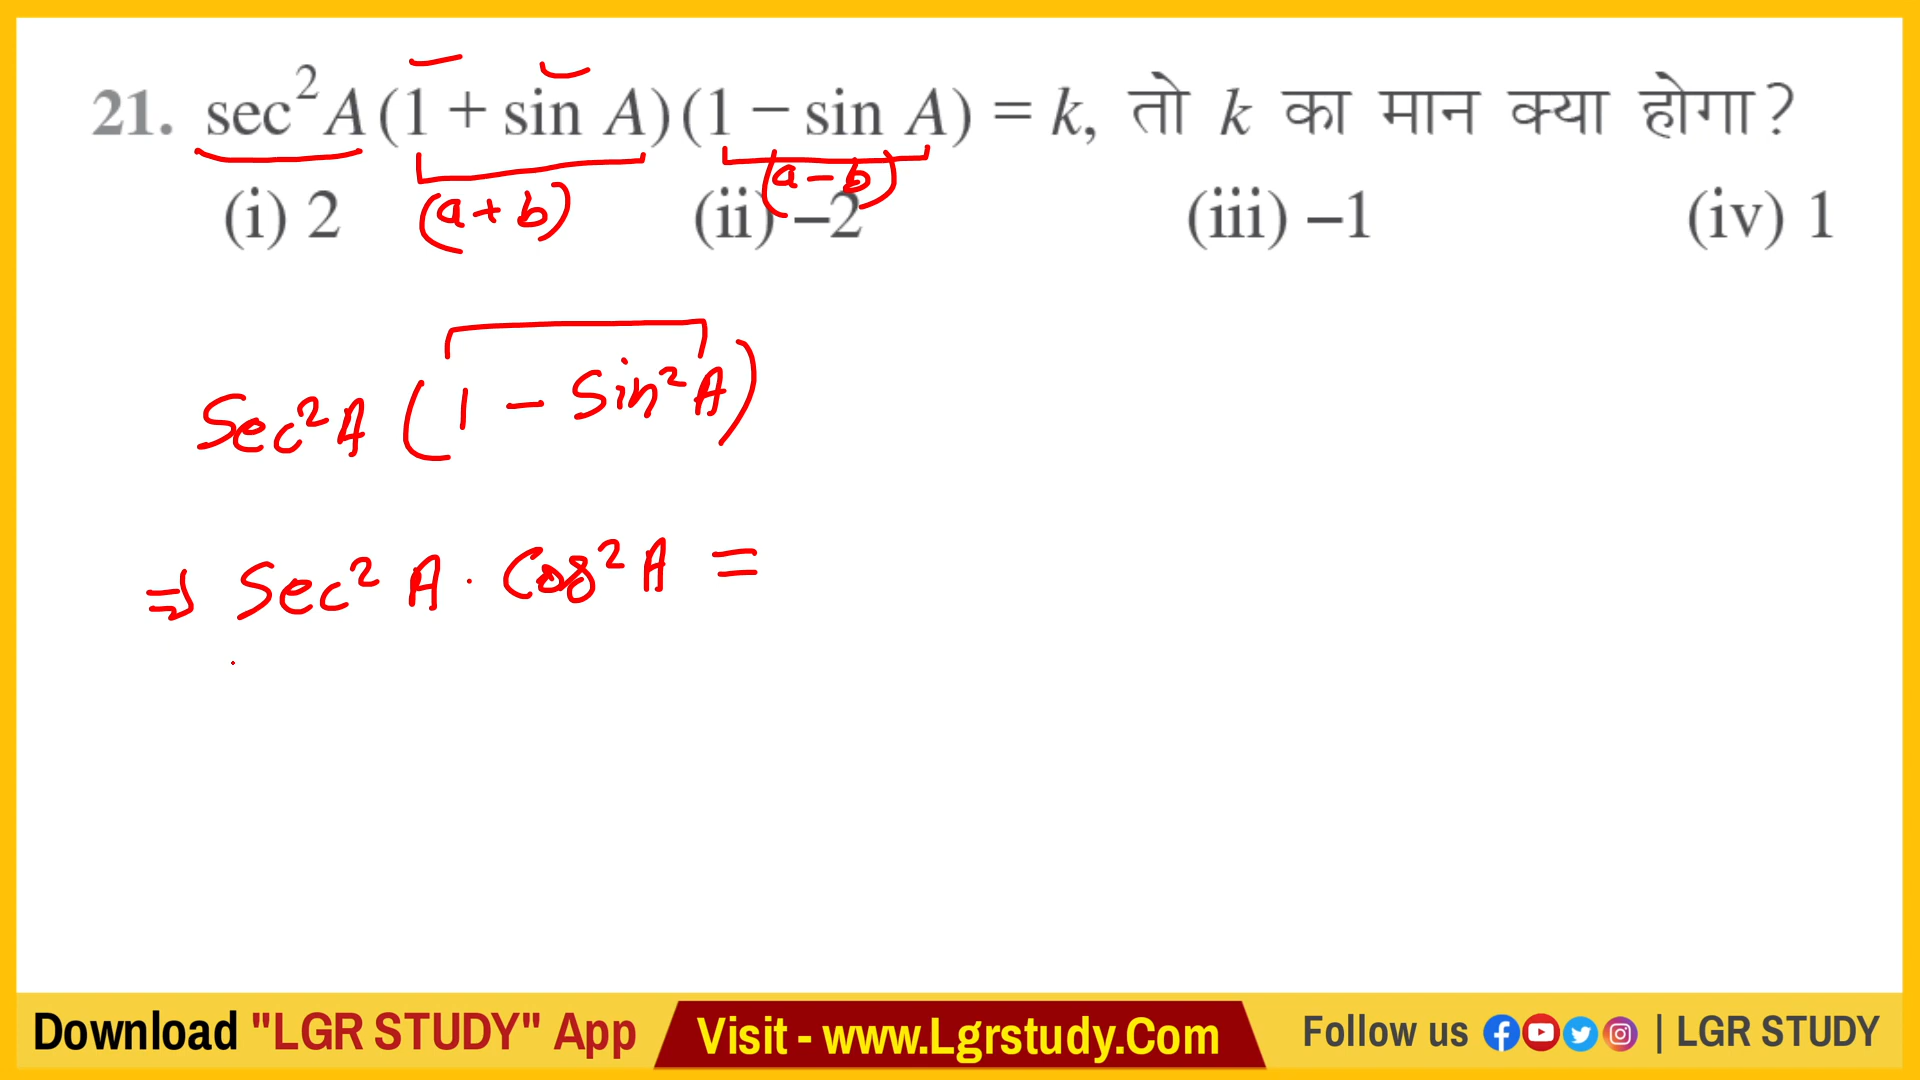 21. sec²A(1 + sin A)(1 − sin A) = k, तो k का मान क्या होगा?
(a + b) (a − b)
(i) 2 (ii) −2 (iii) −1 (iv) 1
Sec²A (1 − Sin²A)
⇒ Sec²A · Cos²A =
Download "LGR STUDY" App Visit - www.Lgrstudy.Com Follow us | LGR STUDY